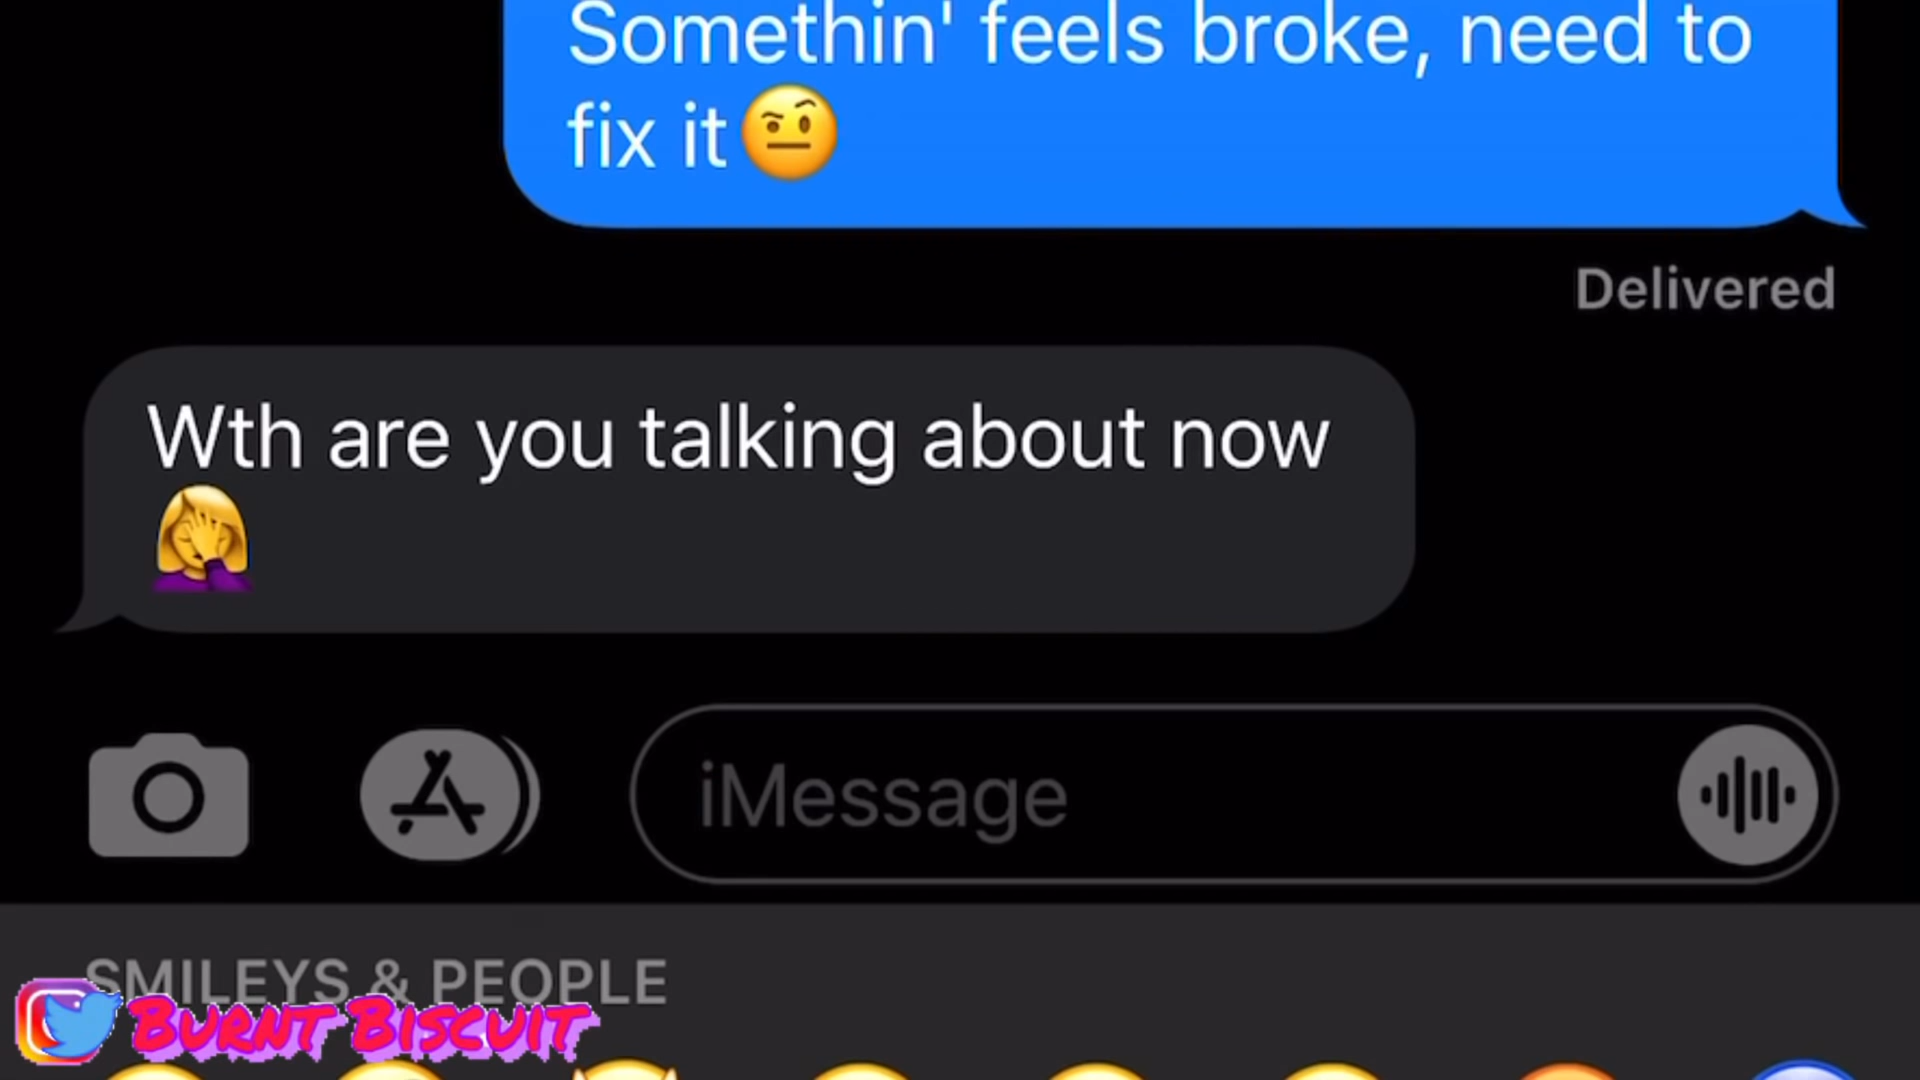 Somethin' feels broke, need to
fix it🤨
Delivered
Wth are you talking about now
🤦‍♀️
iMessage
SMILEYS & PEOPLE
BURNT BISCUIT